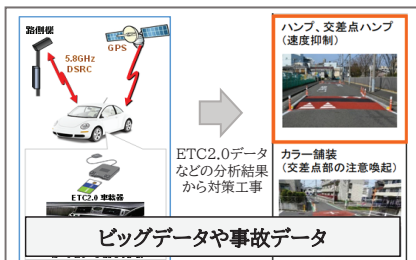 路側機
GPS
5.8GHz
DSRC
ETC2.0 車載器
ETC2.0データ
などの分析結果
から対策工事
ハンプ、交差点ハンプ
(速度抑制)
カラー舗装
(交差点部の注意喚起)
ビッグデータや事故データ